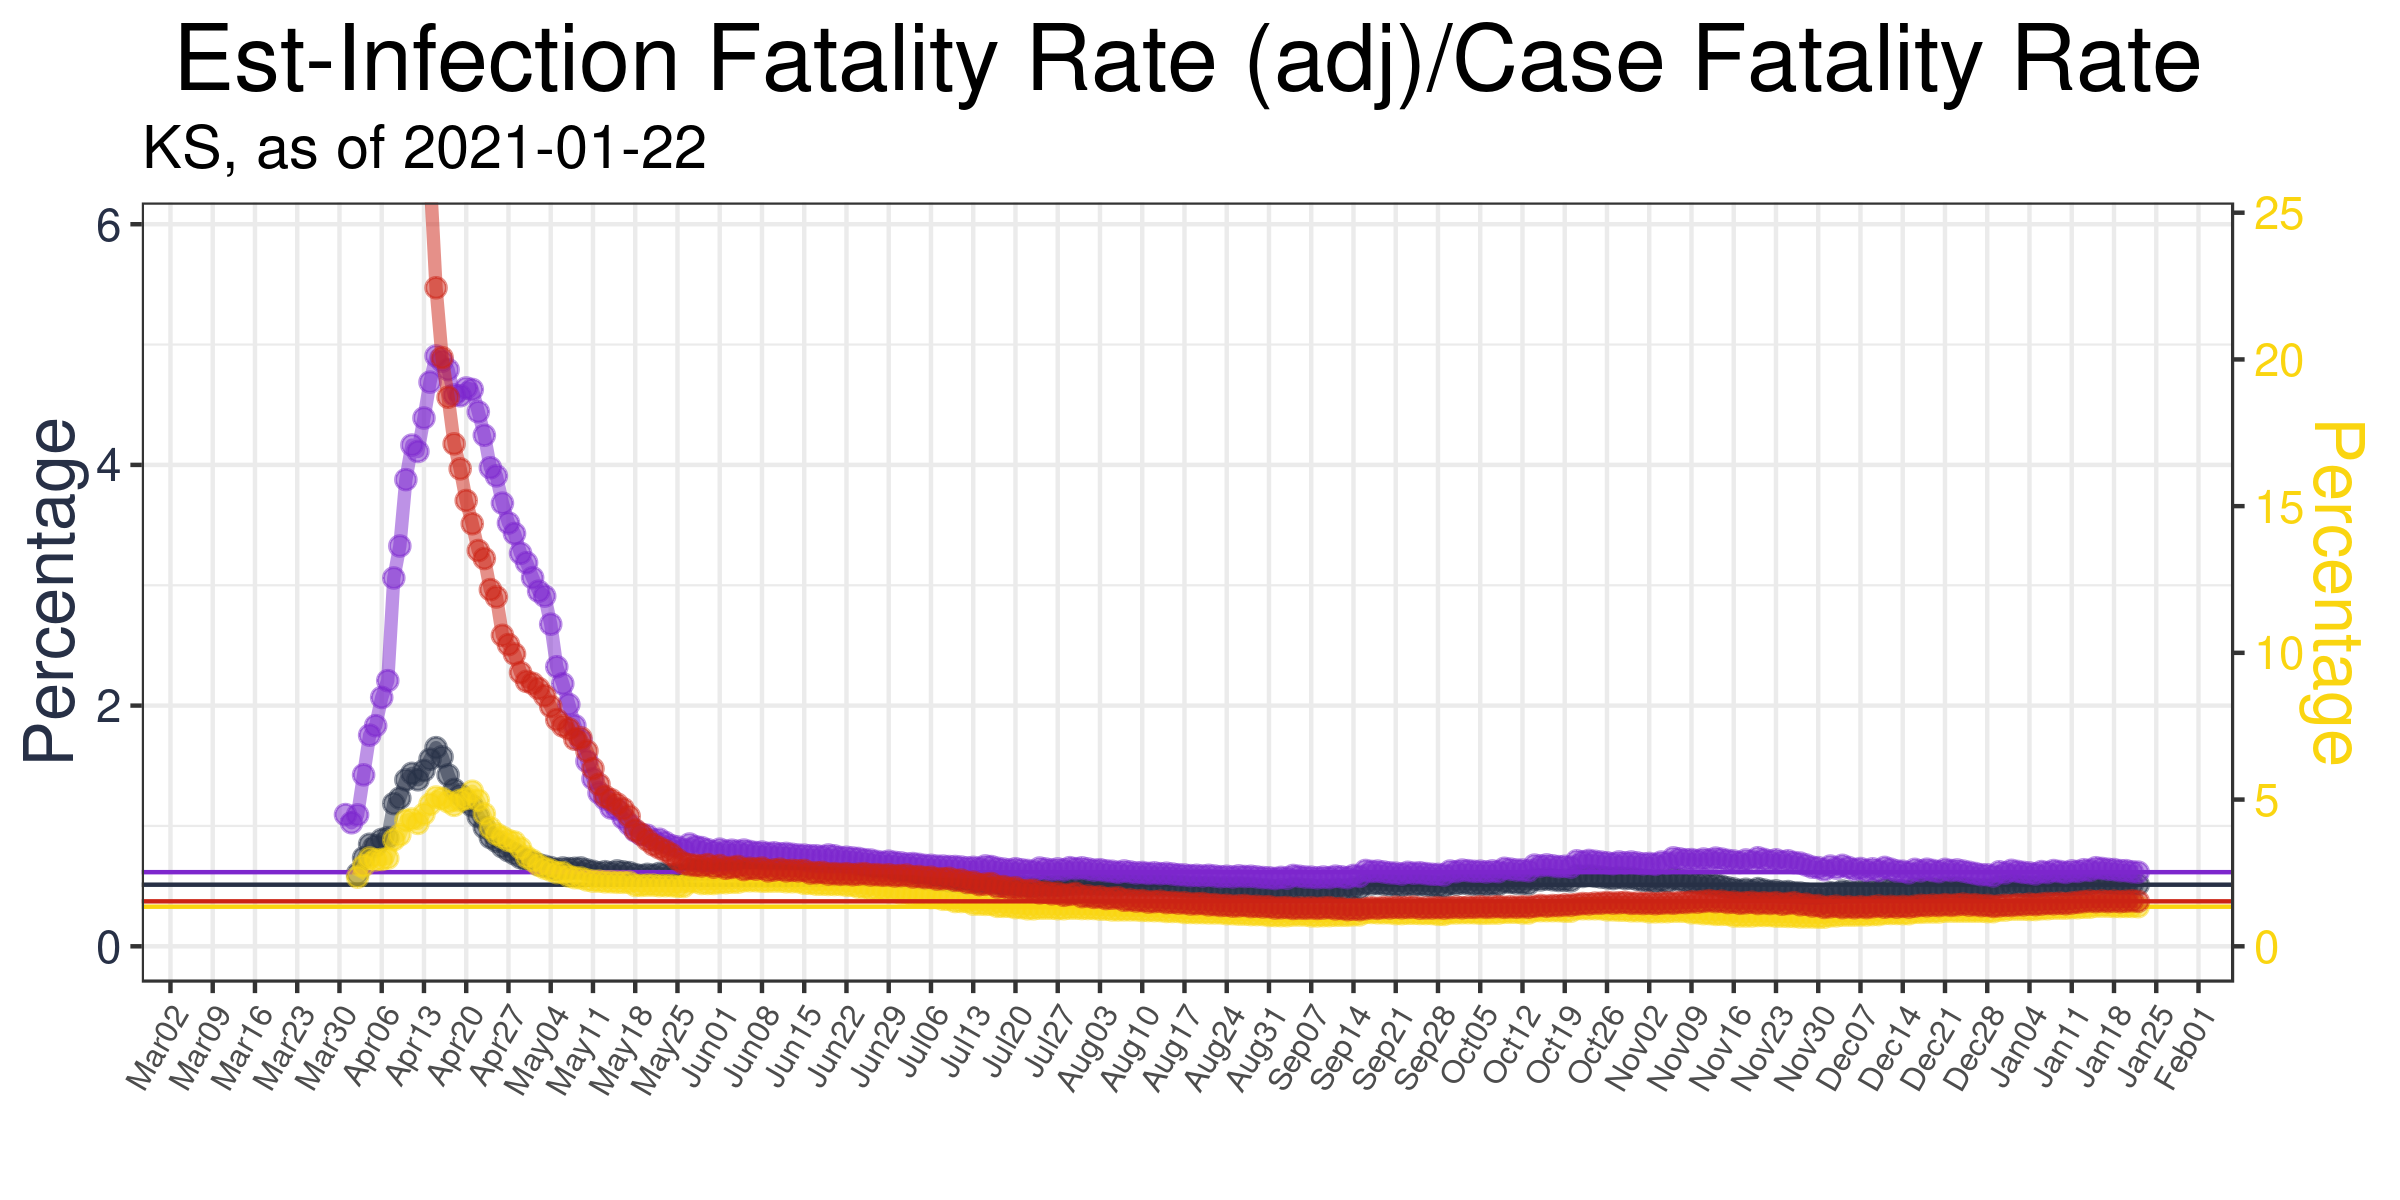 Est-Infection Fatality Rate (adj)/Case Fatality Rate
KS, as of 2021-01-22
Percentage
6
4
2
0
25
20
15
10
5
0
Percentage
Mar02
Mar09
Mar16
Mar23
Mar30
Apr06
Apr13
Apr20
Apr27
May04
May11
May18
May25
Jun01
Jun08
Jun15
Jun22
Jun29
Jul06
Jul13
Jul20
Jul27
Aug03
Aug10
Aug17
Aug24
Aug31
Sep07
Sep14
Sep21
Sep28
Oct05
Oct12
Oct19
Oct26
Nov02
Nov09
Nov16
Nov23
Nov30
Dec07
Dec14
Dec21
Dec28
Jan04
Jan11
Jan18
Jan25
Feb01